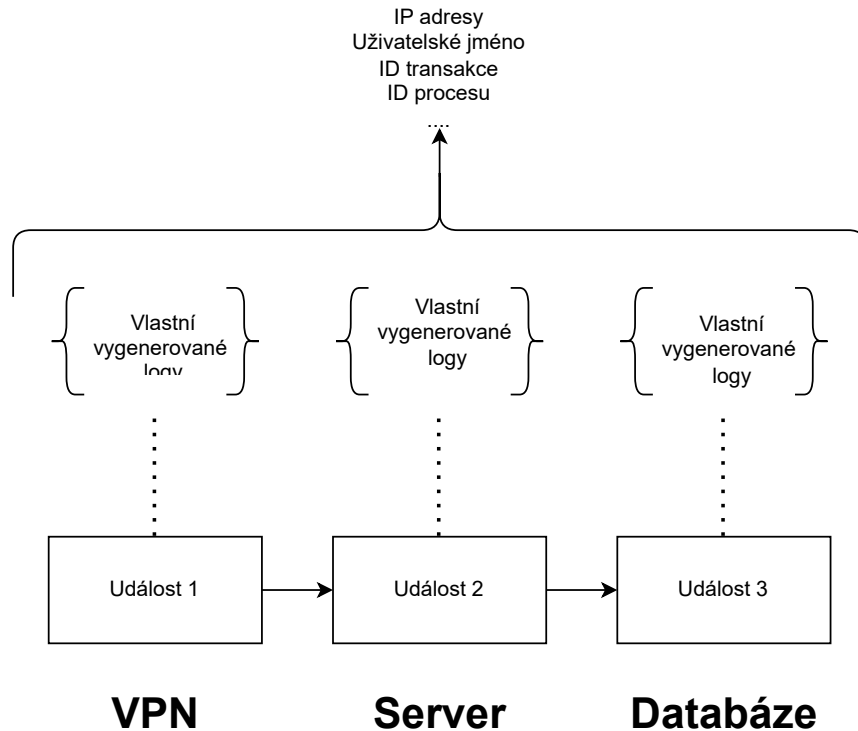 IP adresy
Uživatelské jméno
ID transakce
ID procesu
....
Vlastní
vygenerované
logy
Vlastní
vygenerované
logy
Vlastní
vygenerované
logy
Událost 1
Událost 2
Událost 3
VPN
Server
Databáze